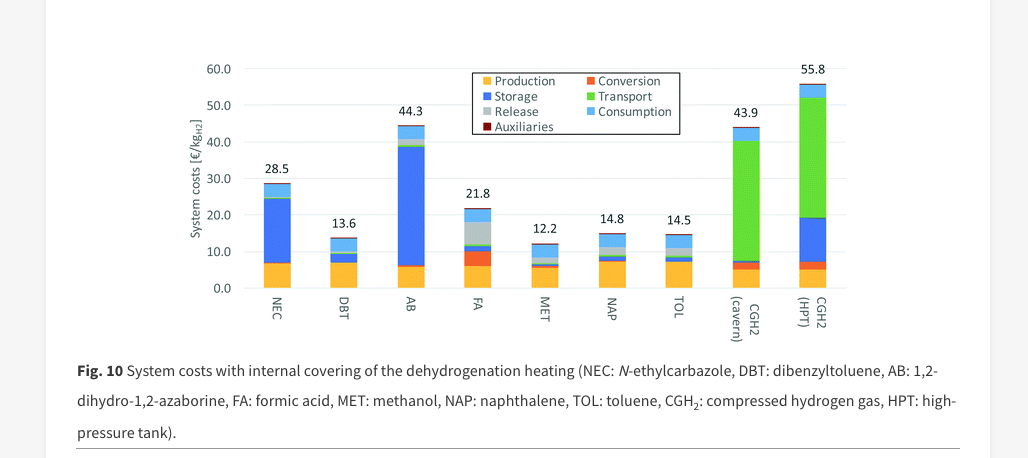 60.0
50.0
40.0
30.0
20.0
10.0
0.0
System costs [€/kgH2]
Production
Conversion
Storage
Transport
Release
Consumption
Auxiliaries
28.5
13.6
44.3
21.8
12.2
14.8
14.5
43.9
55.8
NEC
DBT
AB
FA
MET
NAP
TOL
CGH2
(cavern)
CGH2
(HPT)
Fig. 10 System costs with internal covering of the dehydrogenation heating (NEC: N-ethylcarbazole, DBT: dibenzyltoluene, AB: 1,2-
dihydro-1,2-azaborine, FA: formic acid, MET: methanol, NAP: naphthalene, TOL: toluene, CGH2: compressed hydrogen gas, HPT: high-
pressure tank).